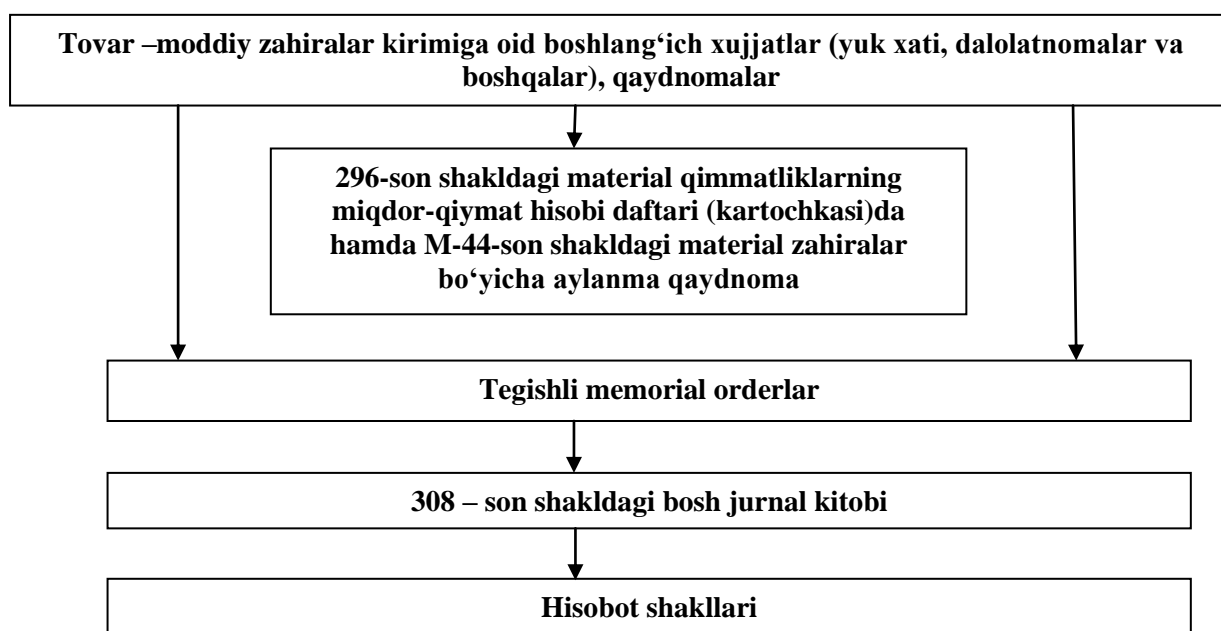 Tovar –moddiy zahiralar kirimiga oid boshlang‘ich xujjatlar (yuk xati, dalolatnomalar va
boshqalar), qaydnomalar
296-son shakldagi material qimmatliklarning
miqdor-qiymat hisobi daftari (kartochkasi)da
hamda M-44-son shakldagi material zahiralar
bo‘yicha aylanma qaydnoma
Tegishli memorial orderlar
308 – son shakldagi bosh jurnal kitobi
Hisobot shakllari